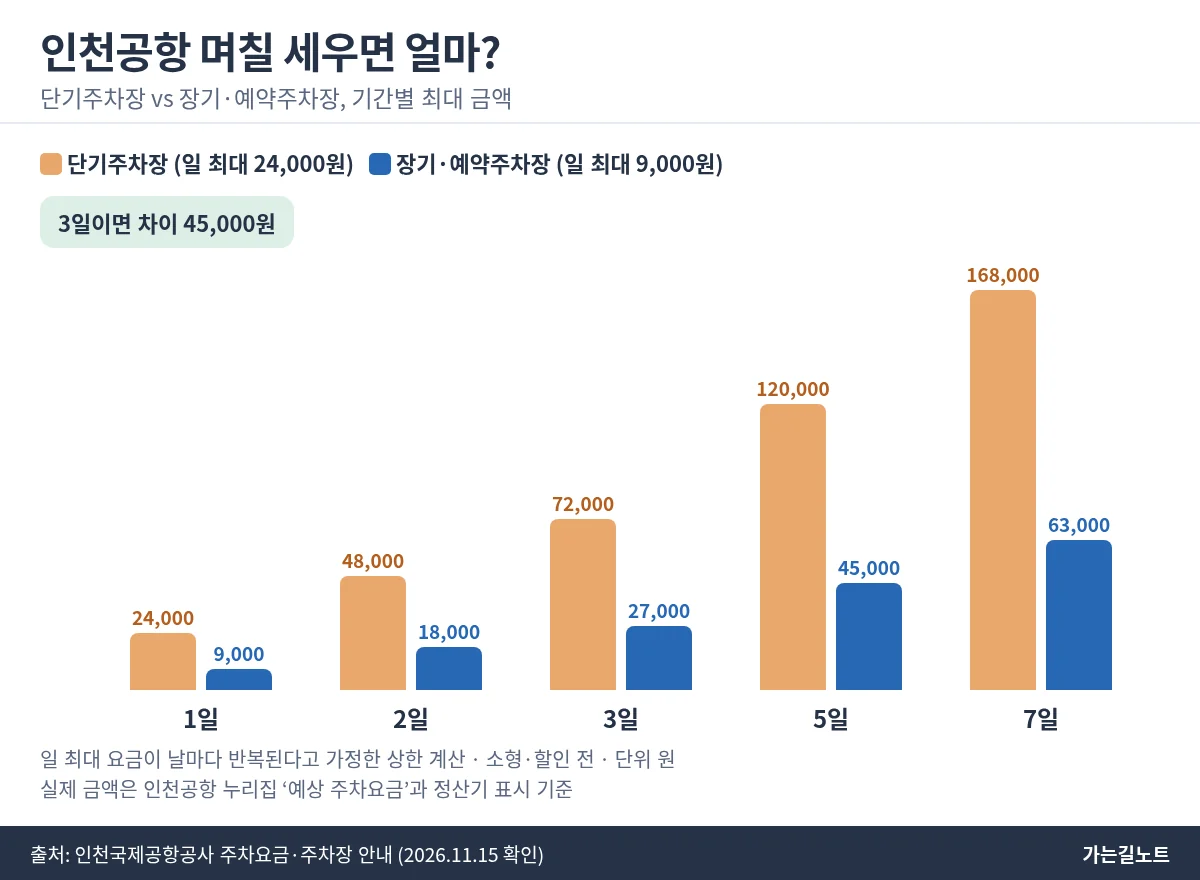 인천공항 며칠 세우면 얼마?
단기주차장 vs 장기·예약주차장, 기간별 최대 금액
단기주차장 (일 최대 24,000원) 장기·예약주차장 (일 최대 9,000원)
3일이면 차이 45,000원
24,000 9,000
48,000 18,000
72,000 27,000
120,000 45,000
168,000 63,000
1일 2일 3일 5일 7일
일 최대 요금이 날마다 반복된다고 가정한 상한 계산 · 소형·할인 전 · 단위 원
실제 금액은 인천공항 누리집 ‘예상 주차요금’과 정산기 표시 기준
출처: 인천국제공항공사 주차요금·주차장 안내 (2026.11.15 확인) 가는길노트